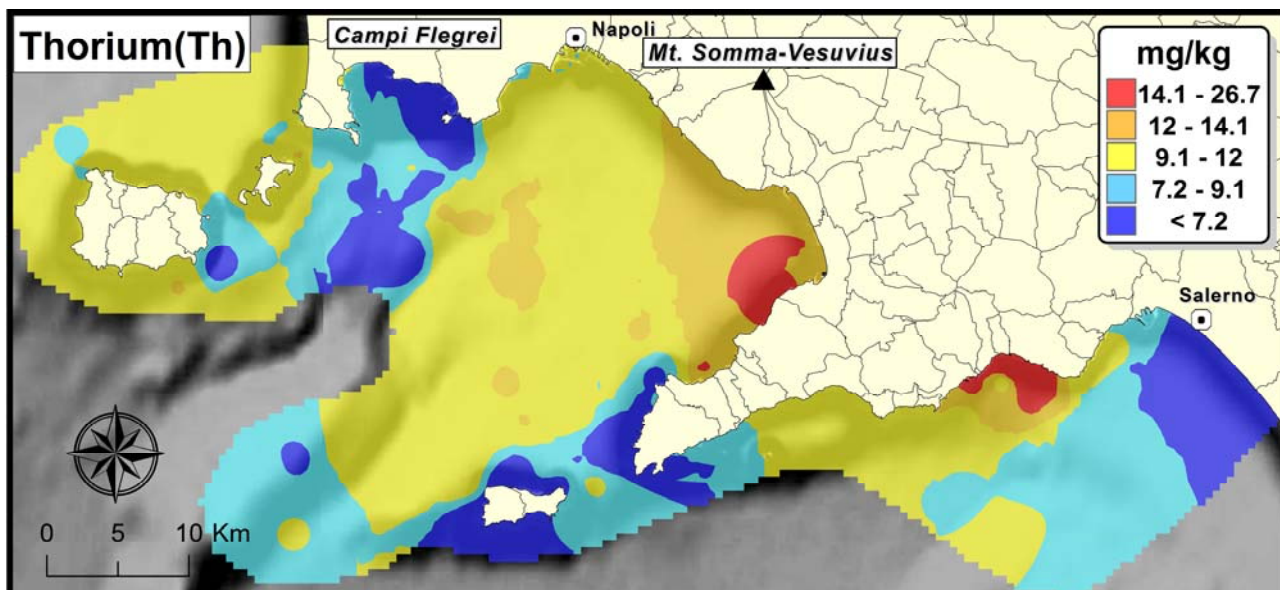 Thorium(Th)
Campi Flegrei
Napoli
Mt. Somma-Vesuvius
mg/kg
14.1 - 26.7
12 - 14.1
9.1 - 12
7.2 - 9.1
< 7.2
Salerno
0 5 10 Km